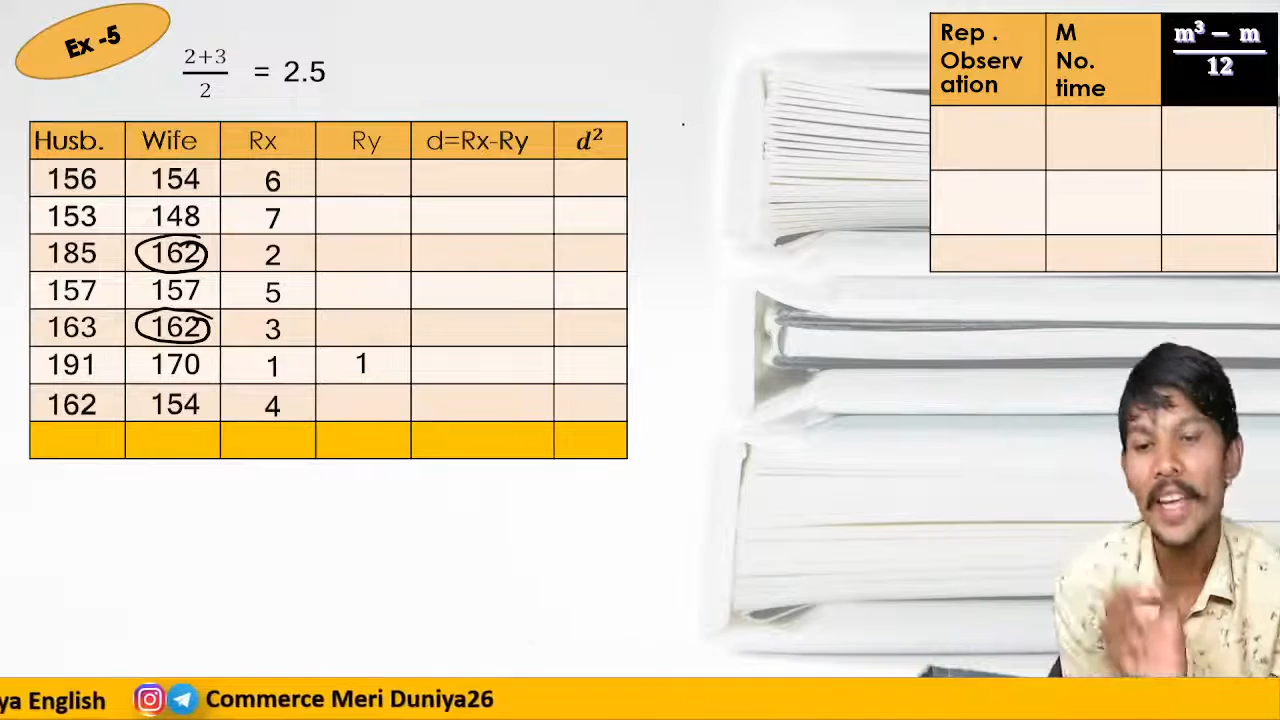 Ex -5
2+3
2
= 2.5
Husb. Wife Rx Ry d=Rx-Ry d²
156 154 6
153 148 7
185 162 2
157 157 5
163 162 3
191 170 1 1
162 154 4
Rep . Observ ation M No. time m³ – m 12
ya English Commerce Meri Duniya26